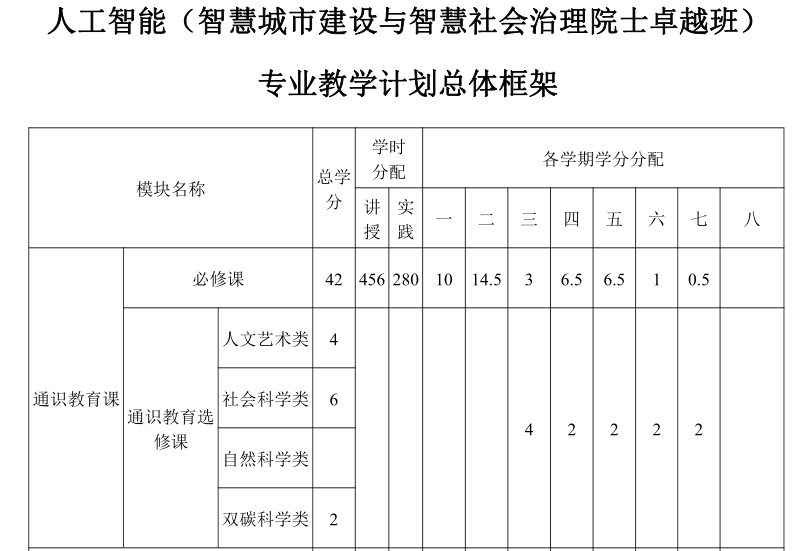 人工智能（智慧城市建设与智慧社会治理院士卓越班）
专业教学计划总体框架
模块名称 总学分 学时分配 各学期学分分配
讲授 实践 一 二 三 四 五 六 七 八
通识教育课 必修课 42 456 280 10 14.5 3 6.5 6.5 1 0.5
通识教育选修课 人文艺术类 4
社会科学类 6
4 2 2 2 2
自然科学类
双碳科学类 2